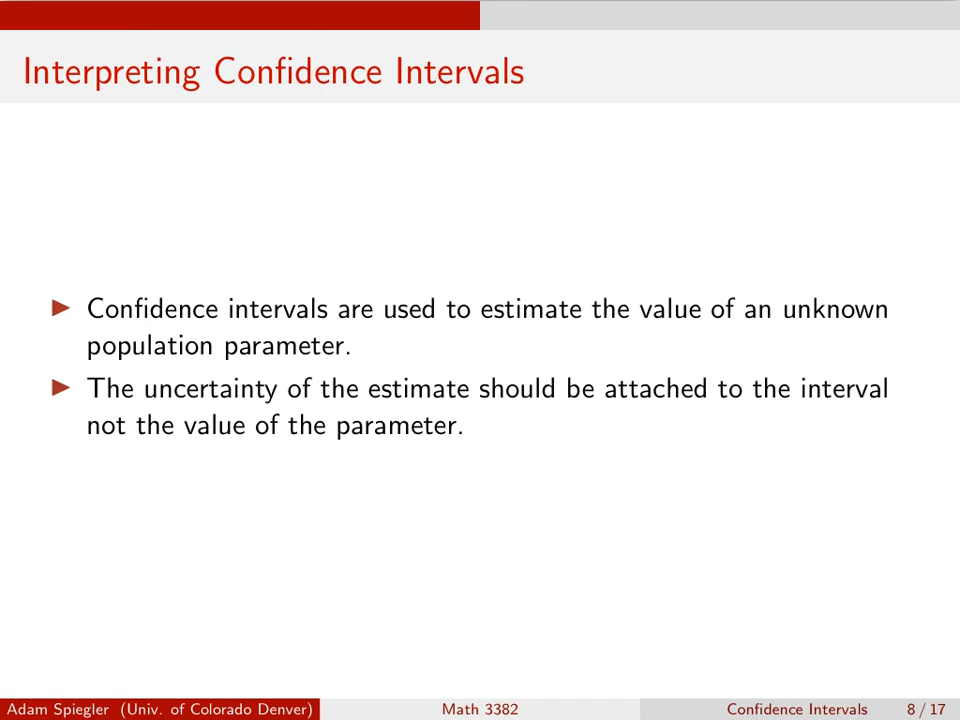 Interpreting Confidence Intervals
Confidence intervals are used to estimate the value of an unknown
population parameter.
The uncertainty of the estimate should be attached to the interval
not the value of the parameter.
Adam Spiegler (Univ. of Colorado Denver)
Math 3382
Confidence Intervals
8 / 17